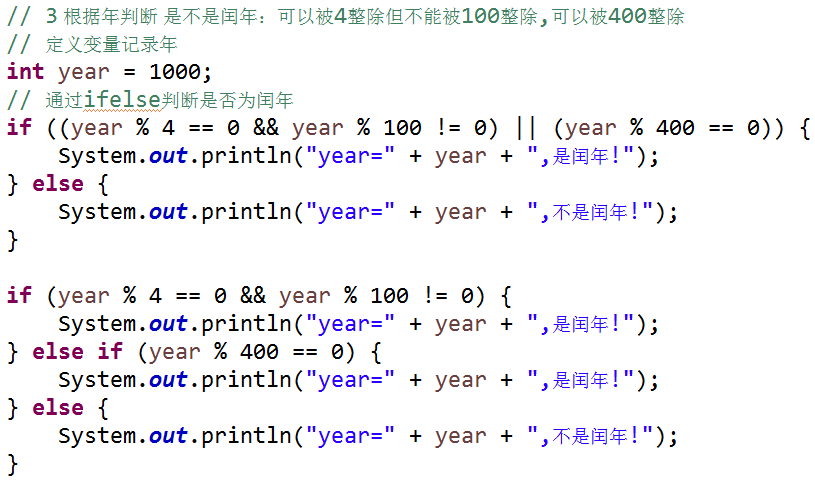 // 3 根据年判断 是不是闰年：可以被4整除但不能被100整除,可以被400整除
// 定义变量记录年
int year = 1000;
// 通过ifelse判断是否为闰年
if ((year % 4 == 0 && year % 100 != 0) || (year % 400 == 0)) {
    System.out.println("year=" + year + ",是闰年!");
} else {
    System.out.println("year=" + year + ",不是闰年!");
}

if (year % 4 == 0 && year % 100 != 0) {
    System.out.println("year=" + year + ",是闰年!");
} else if (year % 400 == 0) {
    System.out.println("year=" + year + ",是闰年!");
} else {
    System.out.println("year=" + year + ",不是闰年!");
}